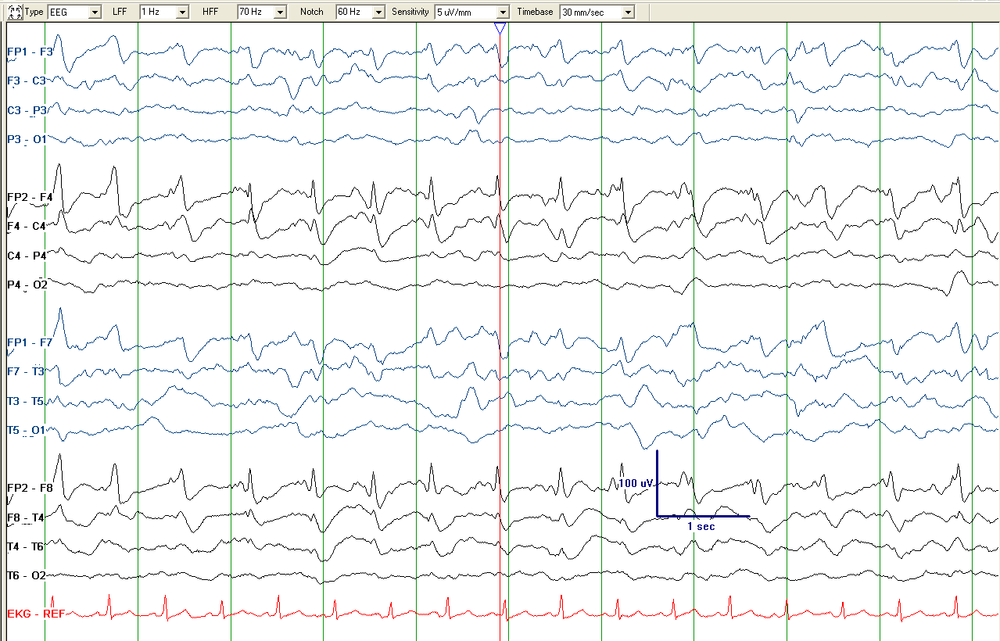 Type EEG LFF 1 Hz HFF 70 Hz Notch 60 Hz Sensitivity 5 uV/mm Timebase 30 mm/sec
FP1 - F3
F3 - C3
C3 - P3
P3 - O1
FP2 - F4
F4 - C4
C4 - P4
P4 - O2
FP1 - F7
F7 - T3
T3 - T5
T5 - O1
FP2 - F8
100 uV
F8 - T4
1 sec
T4 - T6
T6 - O2
EKG - REF